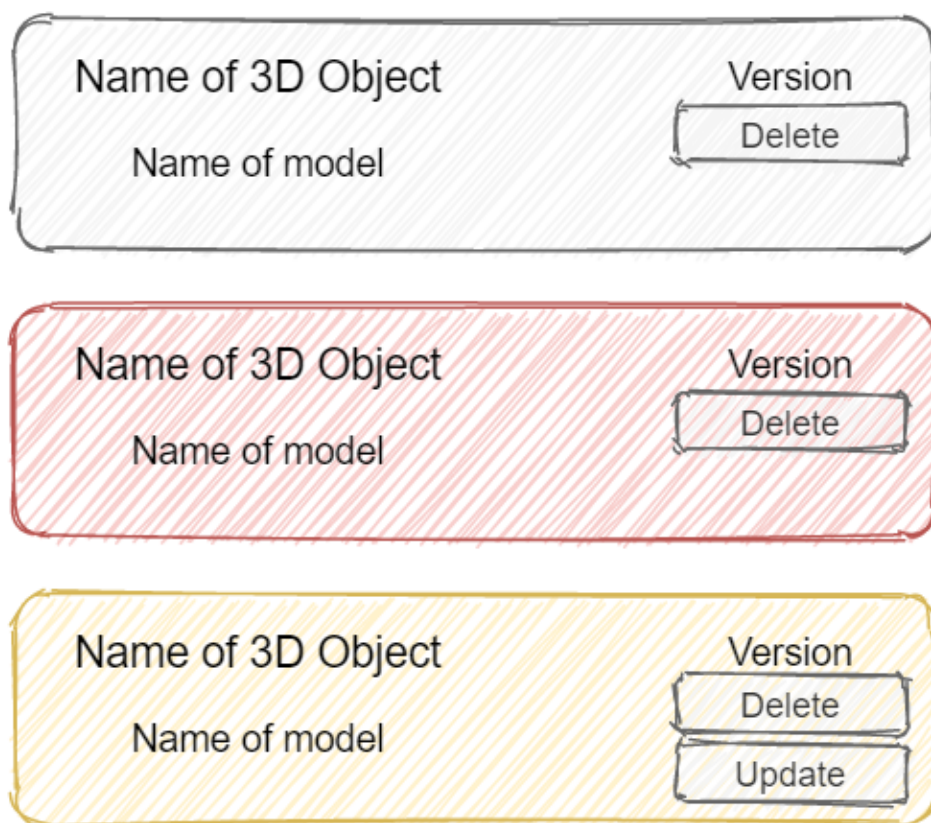 Name of 3D Object
Version
Delete
Name of model
Name of 3D Object
Version
Delete
Name of model
Name of 3D Object
Version
Delete
Name of model
Update